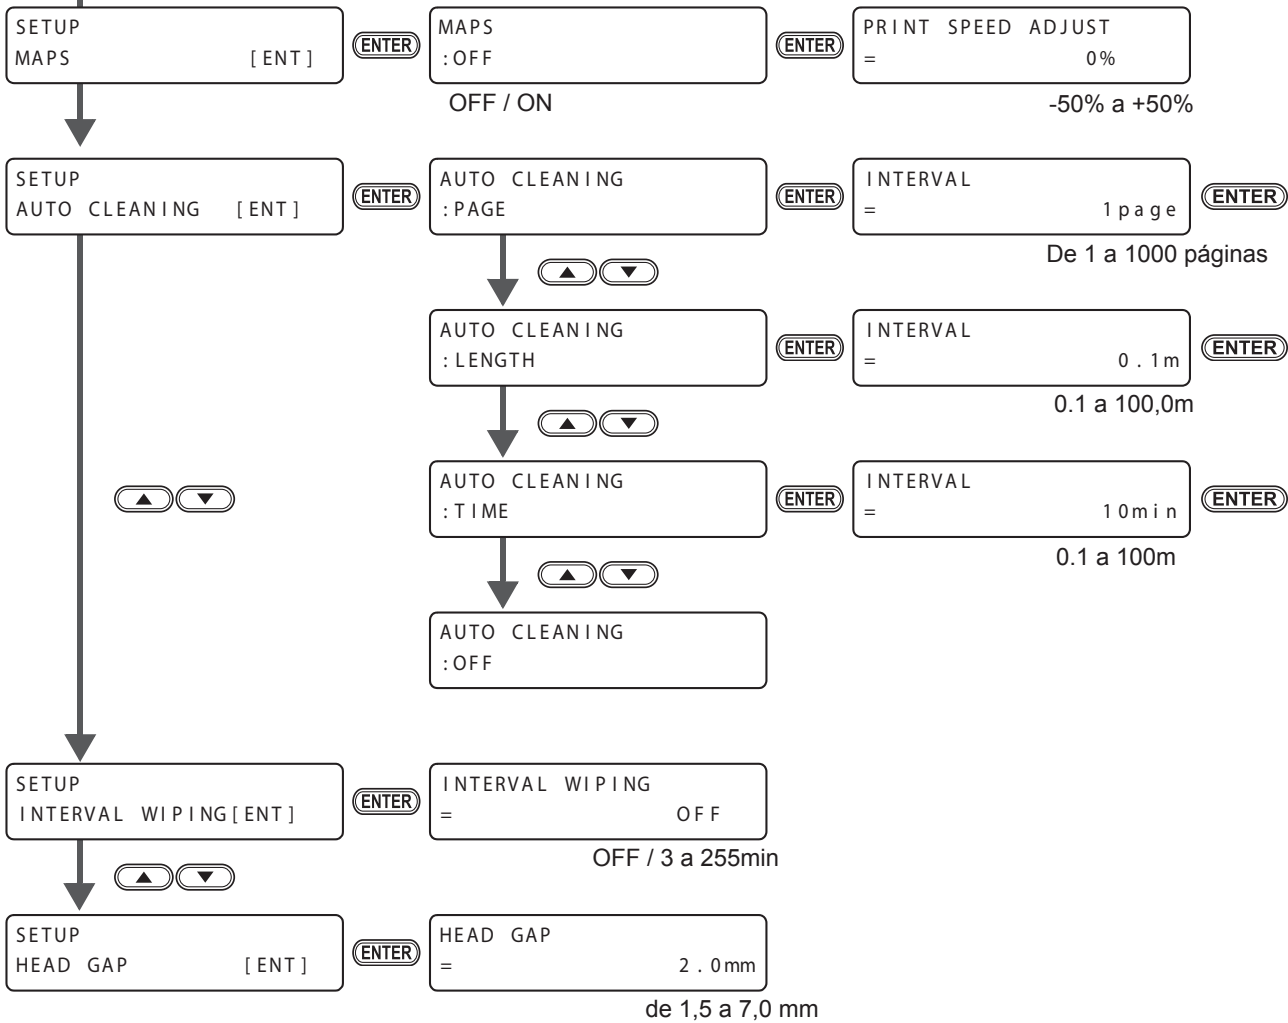 SETUP
MAPS [ENT]
ENTER
MAPS
:OFF
ENTER
PRINT SPEED ADJUST
= 0%
OFF / ON
-50% a +50%
SETUP
AUTO CLEANING [ENT]
ENTER
AUTO CLEANING
:PAGE
ENTER
INTERVAL
= 1page
ENTER
De 1 a 1000 páginas
AUTO CLEANING
:LENGTH
ENTER
INTERVAL
= 0.1m
ENTER
0.1 a 100,0m
AUTO CLEANING
:TIME
ENTER
INTERVAL
= 10min
ENTER
0.1 a 100m
AUTO CLEANING
:OFF
SETUP
INTERVAL WIPING[ENT]
ENTER
INTERVAL WIPING
= OFF
OFF / 3 a 255min
SETUP
HEAD GAP [ENT]
ENTER
HEAD GAP
= 2.0mm
de 1,5 a 7,0 mm